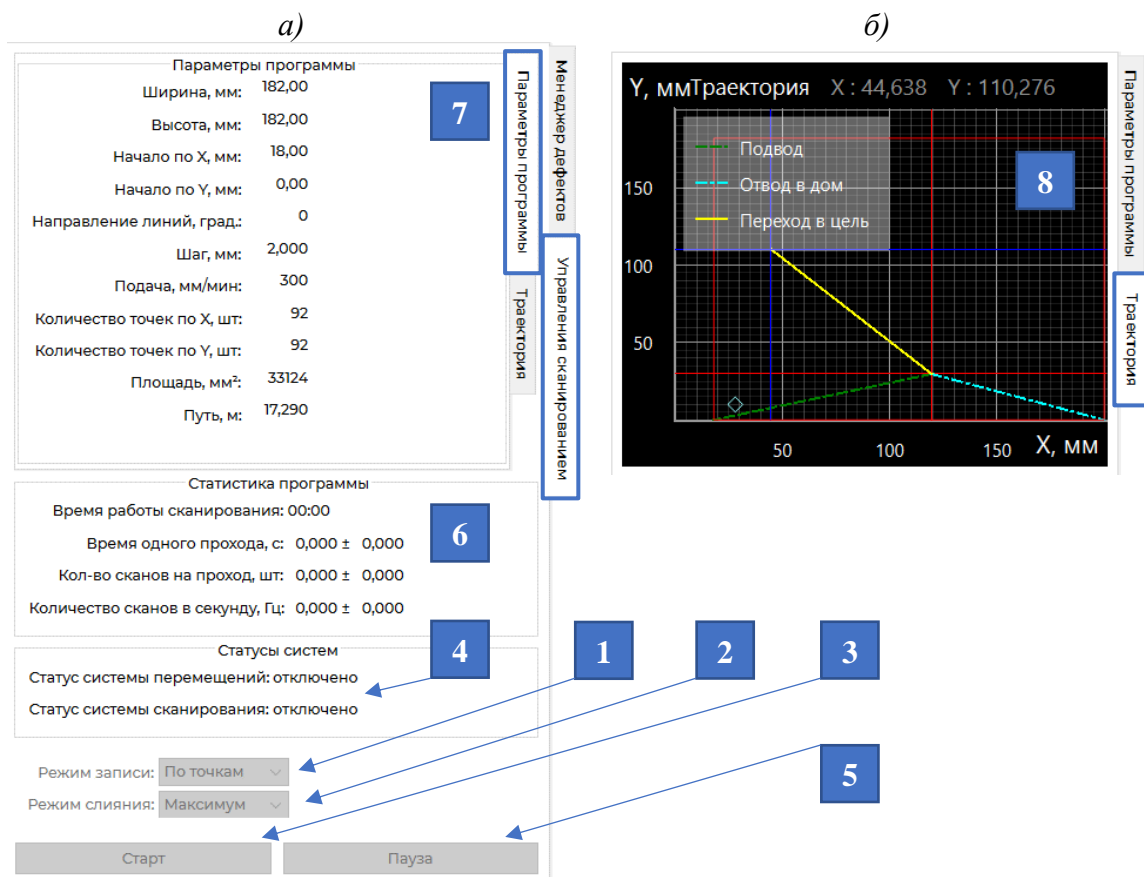 а)
Параметры программы
Ширина, мм: 182,00
Высота, мм: 182,00
Начало по X, мм: 18,00
Начало по Y, мм: 0,00
Направление линий, град.: 0
Шаг, мм: 2,000
Подача, мм/мин: 300
Количество точек по X, шт: 92
Количество точек по Y, шт: 92
Площадь, мм²: 33124
Путь, м: 17,290
7
Параметры программы
Траектория
Менеджер дефектов
Управления сканированием
Статистика программы
Время работы сканирования: 00:00
Время одного прохода, с: 0,000 ± 0,000
Кол-во сканов на проход, шт: 0,000 ± 0,000
Количество сканов в секунду, Гц: 0,000 ± 0,000
6
Статусы систем
Статус системы перемещений: отключено
Статус системы сканирования: отключено
4
1
2
3
Режим записи: По точкам
Режим слияния: Максимум
5
Старт
Пауза
б)
Y, мм Траектория X : 44,638 Y : 110,276
Подвод
Отвод в дом
Переход в цель
8
150
100
50
50
100
150
X, мм
Параметры программы
Траектория